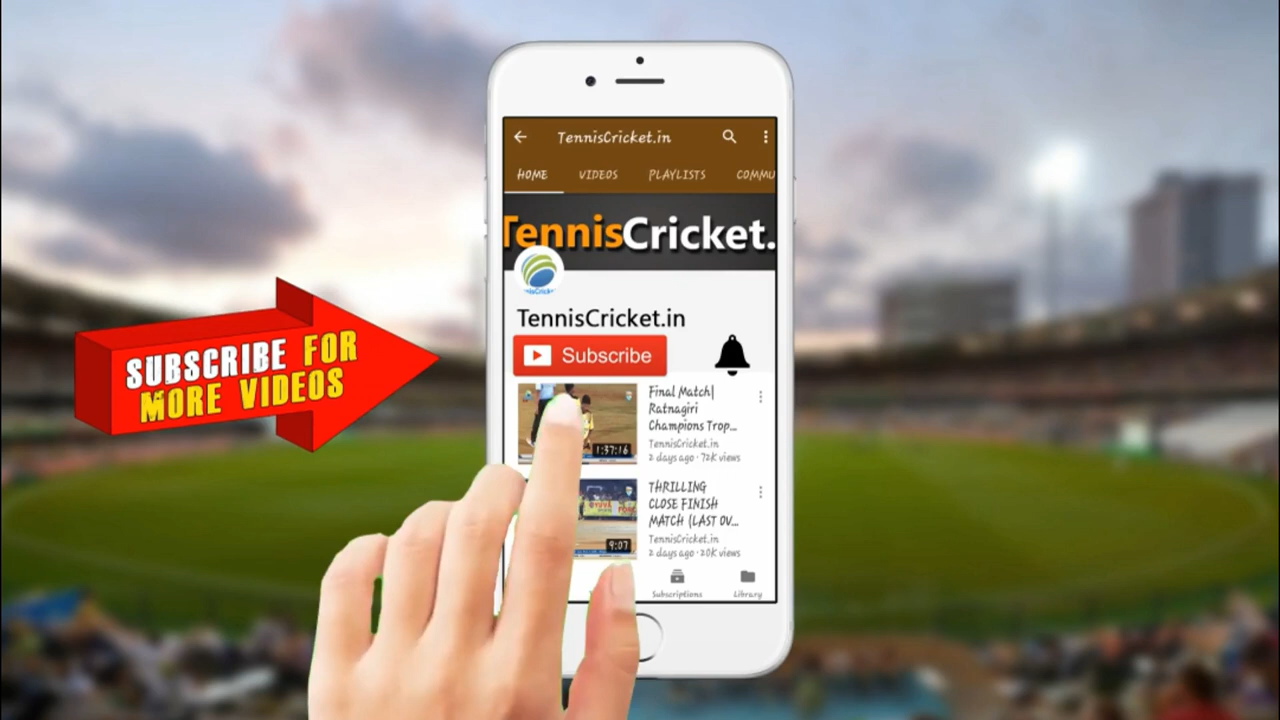 TennisCricket.in
HOME VIDEOS PLAYLISTS COMMU
TennisCricket.
TennisCricket.in
Subscribe
SUBSCRIBE FOR
MORE VIDEOS
Final Match|
Ratnagiri
Champions Trop...
TennisCricket.in
2 days ago · 72K views
1:37:16
THRILLING
CLOSE FINISH
MATCH (LAST OV...
TennisCricket.in
2 days ago · 20K views
9:07
Subscriptions Library